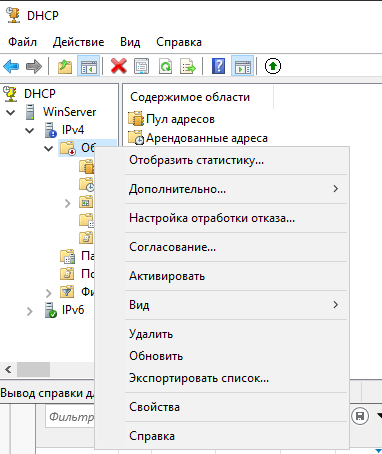 DHCP
Файл Действие Вид Справка
DHCP
WinServer
IPv4
Об
Па
По
Фи
IPv6
Содержимое области
Пул адресов
Арендованные адреса
Отобразить статистику...
Дополнительно...
Настройка отработки отказа...
Согласование...
Активировать
Вид
Удалить
Обновить
Экспортировать список...
Свойства
Справка
Вывод справки дл
Фильтр